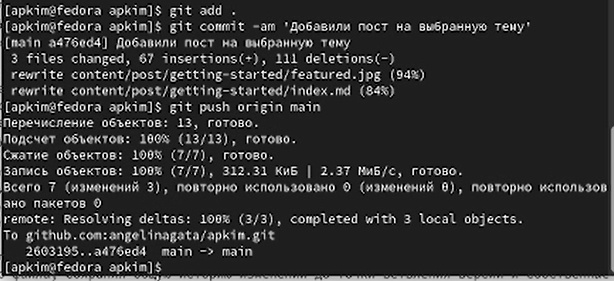 [apkim@fedora apkim]$ git add .
[apkim@fedora apkim]$ git commit -am 'Добавили пост на выбранную тему'
[main a476ed4] Добавили пост на выбранную тему
3 files changed, 67 insertions(+), 111 deletions(-)
rewrite content/post/getting-started/featured.jpg (94%)
rewrite content/post/getting-started/index.md (84%)
[apkim@fedora apkim]$ git push origin main
Перечисление объектов: 13, готово.
Подсчет объектов: 100% (13/13), готово.
Сжатие объектов: 100% (7/7), готово.
Запись объектов: 100% (7/7), 312.31 КиБ | 2.37 МиБ/с, готово.
Всего 7 (изменений 3), повторно использовано 0 (изменений 0), повторно использов
ано пакетов 0
remote: Resolving deltas: 100% (3/3), completed with 3 local objects.
To github.com:angelinagata/apkim.git
2603195..a476ed4 main -> main
[apkim@fedora apkim]$